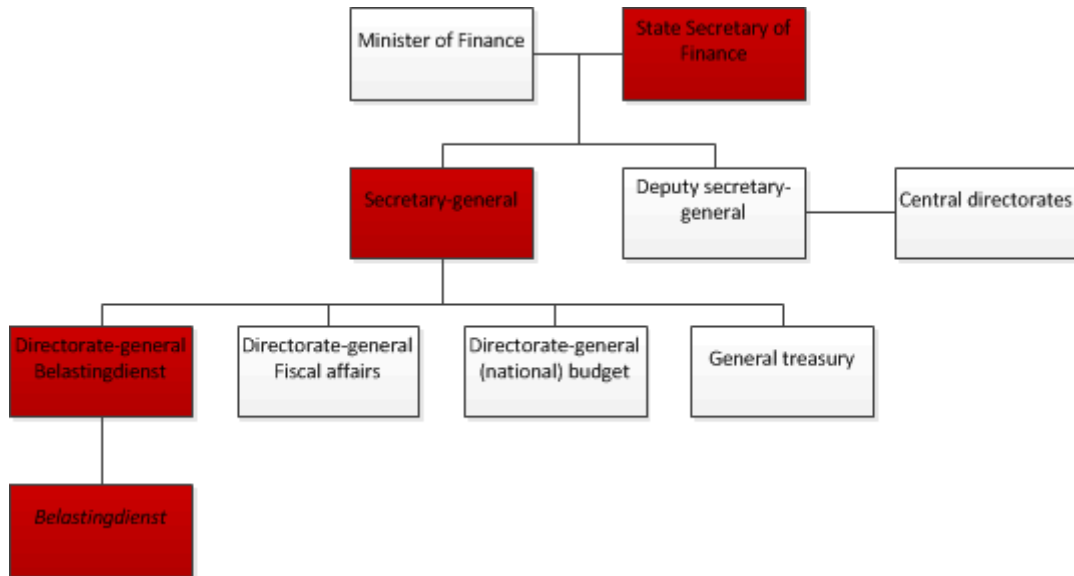 Minister of Finance
State Secretary of
Finance
Secretary-general
Deputy secretary-
general
Central directorates
Directorate-general
Belastingdienst
Directorate-general
Fiscal affairs
Directorate-general
(national) budget
General treasury
Belastingdienst